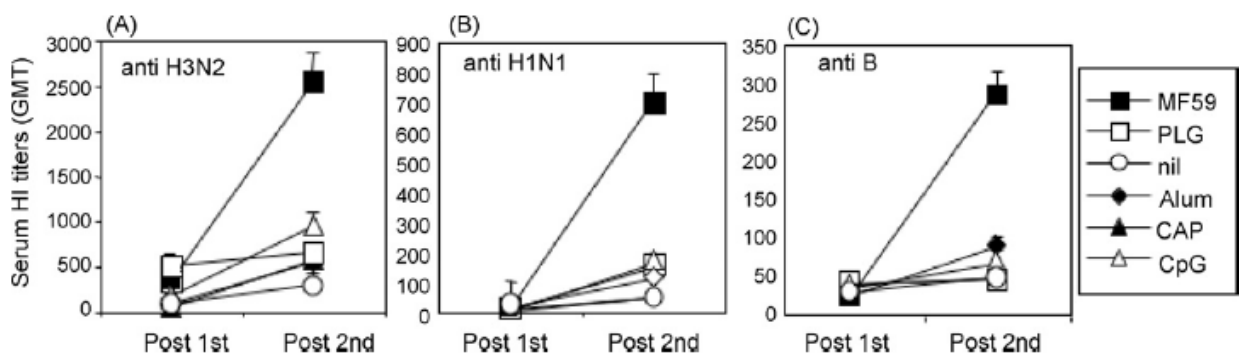 (A)
Serum HI titers (GMT)
3000
2500
2000
1500
1000
500
0
anti H3N2
Post 1st Post 2nd
(B)
900
800
700
600
500
400
300
200
100
0
anti H1N1
Post 1st Post 2nd
(C)
350
300
250
200
150
100
50
0
anti B
Post 1st Post 2nd
MF59
PLG
nil
Alum
CAP
CpG